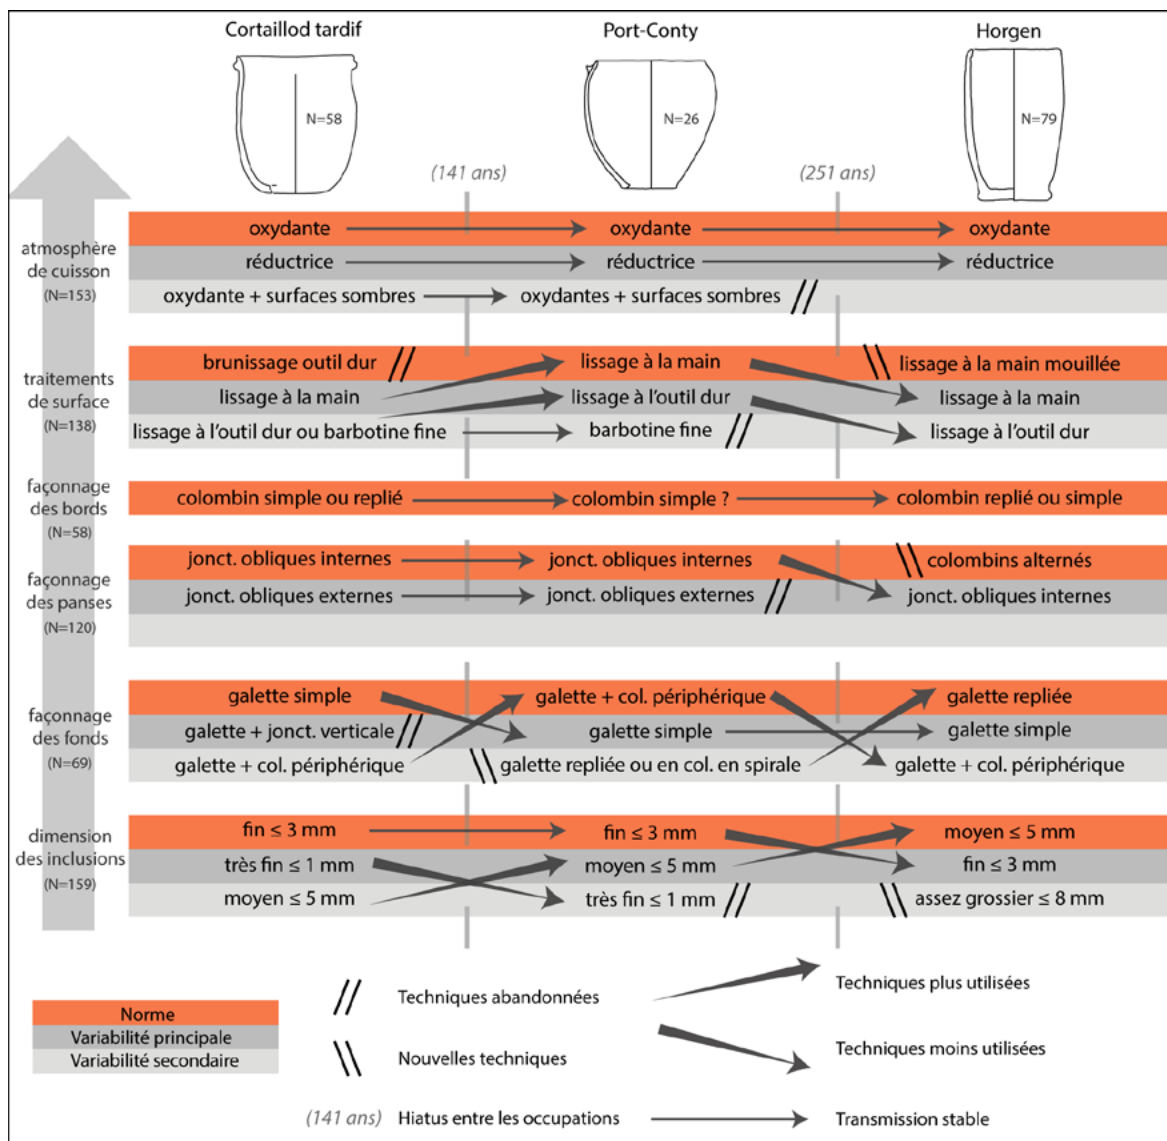 Cortaillod tardif
Port-Conty
Horgen
N=58
N=26
N=79
(141 ans)
(251 ans)
atmosphère
de cuisson
(N=153)
oxydante
oxydante
oxydante
réductrice
réductrice
réductrice
oxydante + surfaces sombres
oxydantes + surfaces sombres
traitements
de surface
(N=138)
brunissage outil dur
lissage à la main
lissage à la main mouillée
lissage à la main
lissage à l'outil dur
lissage à la main
lissage à l'outil dur ou barbotine fine
barbotine fine
lissage à l'outil dur
façonnage
des bords
(N=58)
colombin simple ou replié
colombin simple ?
colombin replié ou simple
façonnage
des panses
(N=120)
jonct. obliques internes
jonct. obliques internes
colombins alternés
jonct. obliques externes
jonct. obliques externes
jonct. obliques internes
façonnage
des fonds
(N=69)
galette simple
galette + col. périphérique
galette repliée
galette + jonct. verticale
galette simple
galette simple
galette + col. périphérique
galette repliée ou en col. en spirale
galette + col. périphérique
dimension
des inclusions
(N=159)
fin ≤ 3 mm
fin ≤ 3 mm
moyen ≤ 5 mm
très fin ≤ 1 mm
moyen ≤ 5 mm
fin ≤ 3 mm
moyen ≤ 5 mm
très fin ≤ 1 mm
assez grossier ≤ 8 mm
Norme
Variabilité principale
Variabilité secondaire
Techniques abandonnées
Nouvelles techniques
(141 ans) Hiatus entre les occupations
Techniques plus utilisées
Techniques moins utilisées
Transmission stable